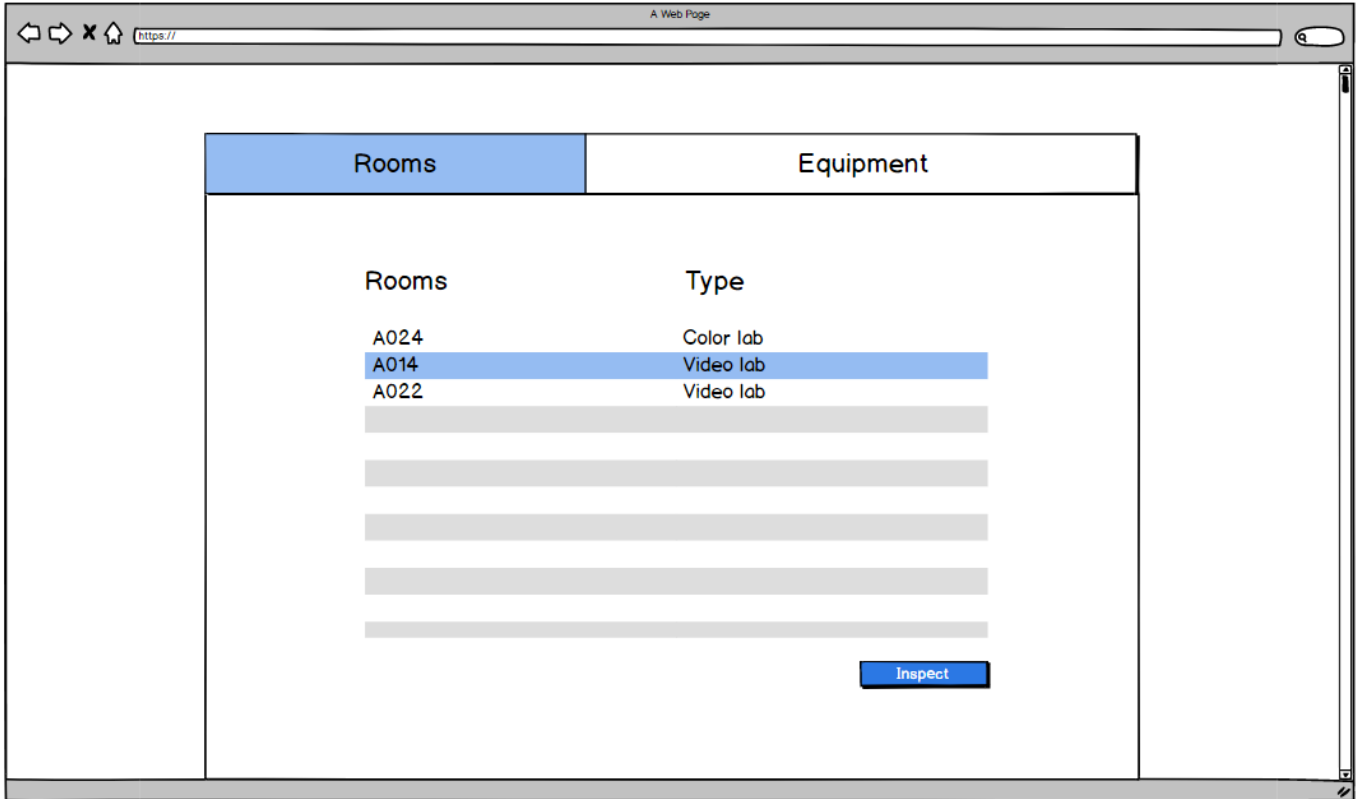 A Web Page
https://
Rooms Equipment
Rooms Type
A024 Color lab
A014 Video lab
A022 Video lab
Inspect